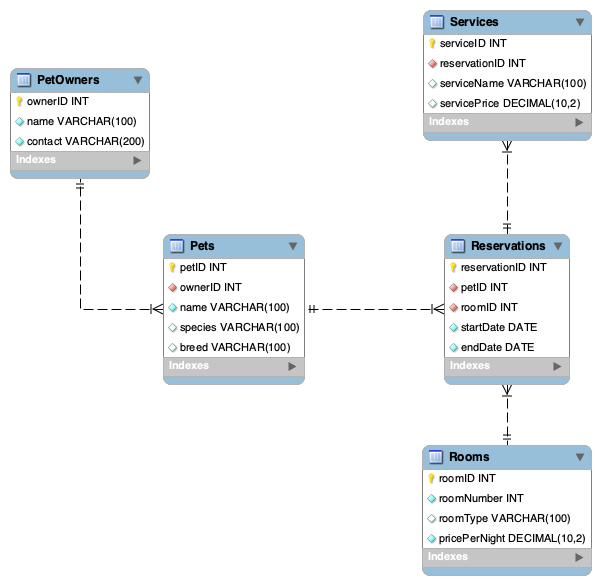 PetOwners
ownerID INT
name VARCHAR(100)
contact VARCHAR(200)
Indexes
Pets
petID INT
ownerID INT
name VARCHAR(100)
species VARCHAR(100)
breed VARCHAR(100)
Indexes
Services
serviceID INT
reservationID INT
serviceName VARCHAR(100)
servicePrice DECIMAL(10,2)
Indexes
Reservations
reservationID INT
petID INT
roomID INT
startDate DATE
endDate DATE
Indexes
Rooms
roomID INT
roomNumber INT
roomType VARCHAR(100)
pricePerNight DECIMAL(10,2)
Indexes